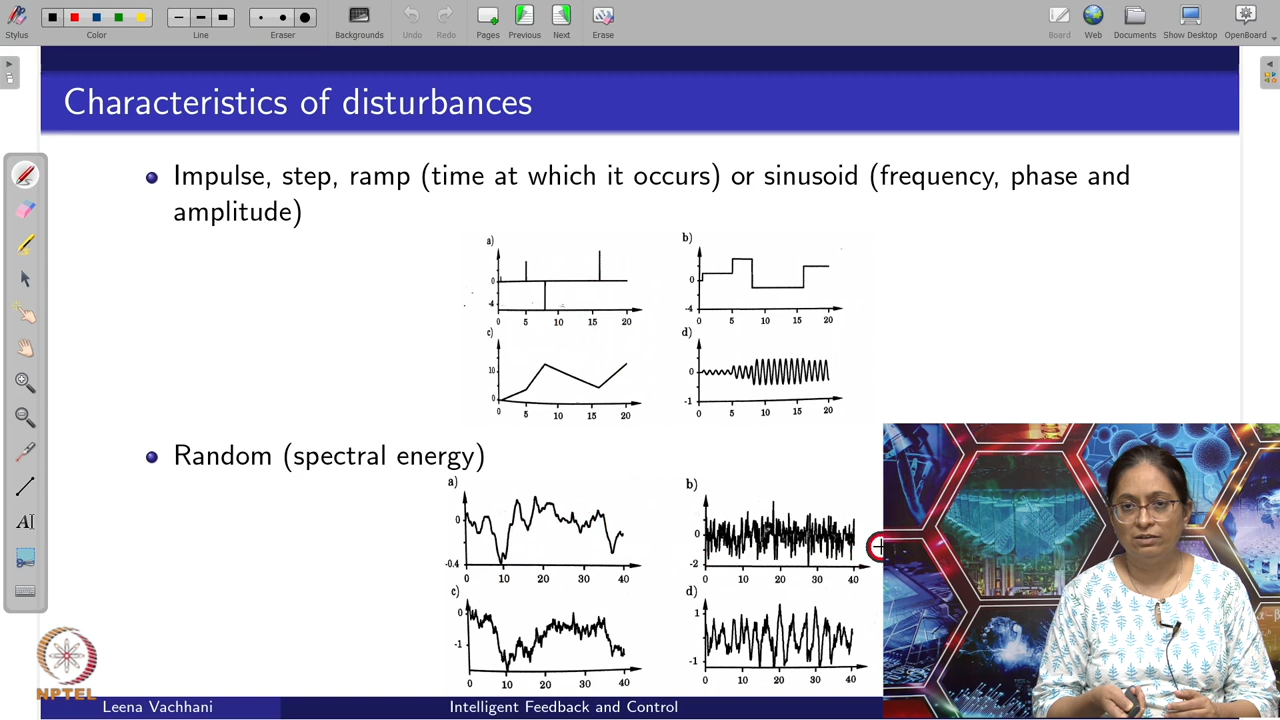 Stylus
Color
Line
Eraser
Backgrounds
Undo
Redo
Pages
Previous
Next
Erase
Board
Web
Documents
Show Desktop
OpenBoard
Characteristics of disturbances
Impulse, step, ramp (time at which it occurs) or sinusoid (frequency, phase and
amplitude)
a)
0
-4
0 5 10 15 20
b)
0
-4
0 5 10 15 20
c)
10
0
0 5 10 15 20
d)
0
-1
0 5 10 15 20
Random (spectral energy)
a)
0
-0.4
0 10 20 30 40
b)
0
-2
0 10 20 30 40
c)
0
-1
0 10 20 30 40
d)
1
-1
0 10 20 30 40
A
α-β
NPTEL
Leena Vachhani
Intelligent Feedback and Control